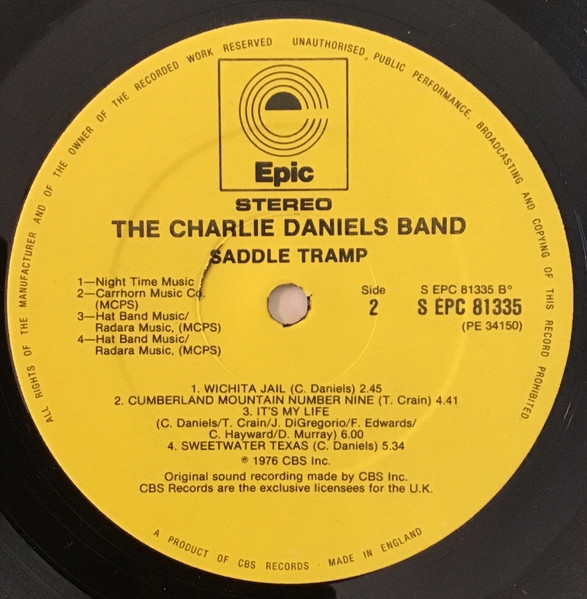 ALL RIGHTS OF THE MANUFACTURER AND OF THE OWNER OF THE RECORDED WORK RESERVED UNAUTHORISED PUBLIC PERFORMANCE, BROADCASTING AND COPYING OF THIS RECORD PROHIBITED
Epic
STEREO
THE CHARLIE DANIELS BAND
SADDLE TRAMP
1—Night Time Music
2—Carrhorn Music Co.
(MCPS)
3—Hat Band Music/
Radara Music, (MCPS)
4—Hat Band Music/
Radara Music, (MCPS)
Side
2
S EPC 81335 B°
S EPC 81335
(PE 34150)
1. WICHITA JAIL (C. Daniels) 2.45
2. CUMBERLAND MOUNTAIN NUMBER NINE (T. Crain) 4.41
3. IT'S MY LIFE
(C. Daniels/T. Crain/J. DiGregorio/F. Edwards/
C. Hayward/D. Murray) 6.00
4. SWEETWATER TEXAS (C. Daniels) 5.34
℗ 1976 CBS Inc.
Original sound recording made by CBS Inc.
CBS Records are the exclusive licensees for the U.K.
A PRODUCT OF CBS RECORDS · MADE IN ENGLAND